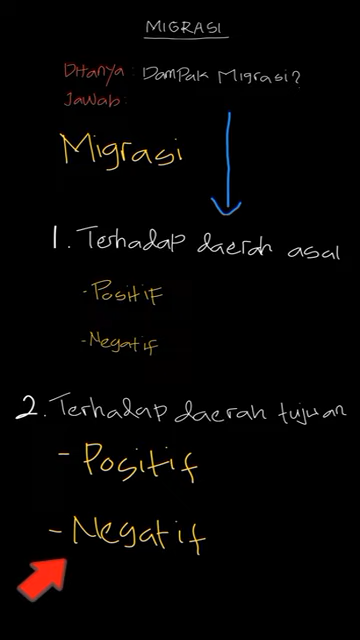 MIGRASI
Ditanya : Dampak Migrasi?
Jawab:
Migrasi
1. Terhadap daerah asal
- Positif
- Negatif
2. Terhadap daerah tujuan
- Positif
- Negatif